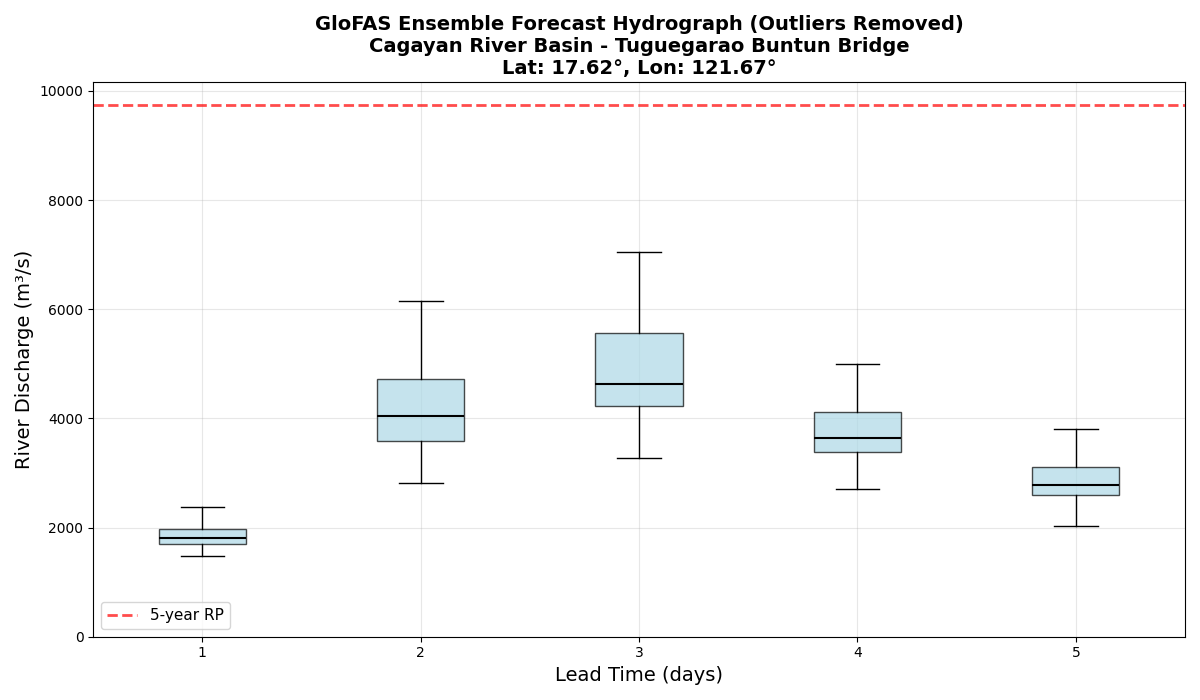 GloFAS Ensemble Forecast Hydrograph (Outliers Removed)
Cagayan River Basin - Tuguegarao Buntun Bridge
Lat: 17.62°, Lon: 121.67°
River Discharge (m³/s)
10000
8000
6000
4000
2000
0
5-year RP
1 2 3 4 5
Lead Time (days)